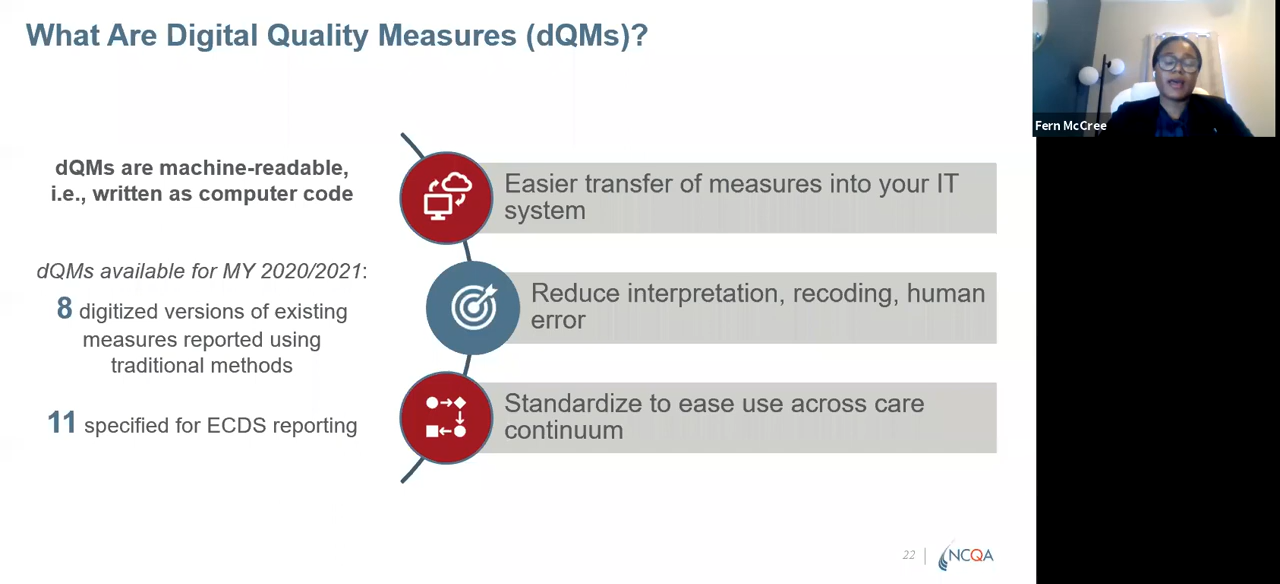 What Are Digital Quality Measures (dQMs)?
dQMs are machine-readable,
i.e., written as computer code
dQMs available for MY 2020/2021:
8 digitized versions of existing
measures reported using
traditional methods
11 specified for ECDS reporting
Easier transfer of measures into your IT
system
Reduce interpretation, recoding, human
error
Standardize to ease use across care
continuum
22
NCQA
Fern McCree